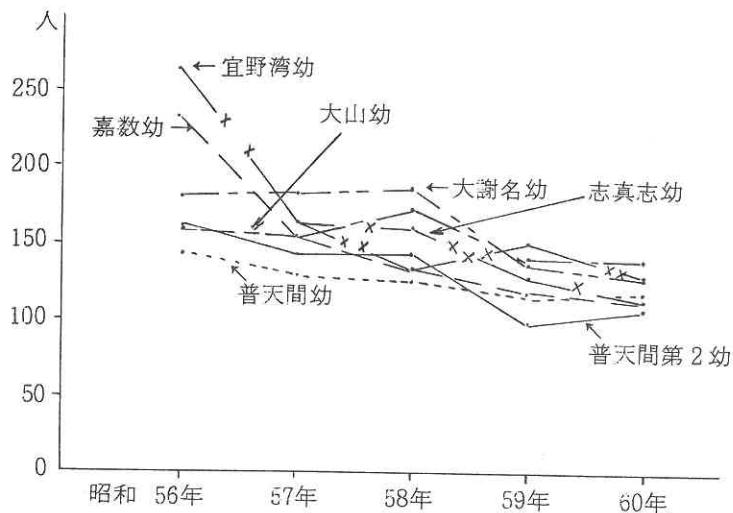 人
250
200
150
100
50
0
宜野湾幼
嘉数幼
大山幼
大謝名幼
志真志幼
普天間幼
普天間第2幼
昭和 56年 57年 58年 59年 60年